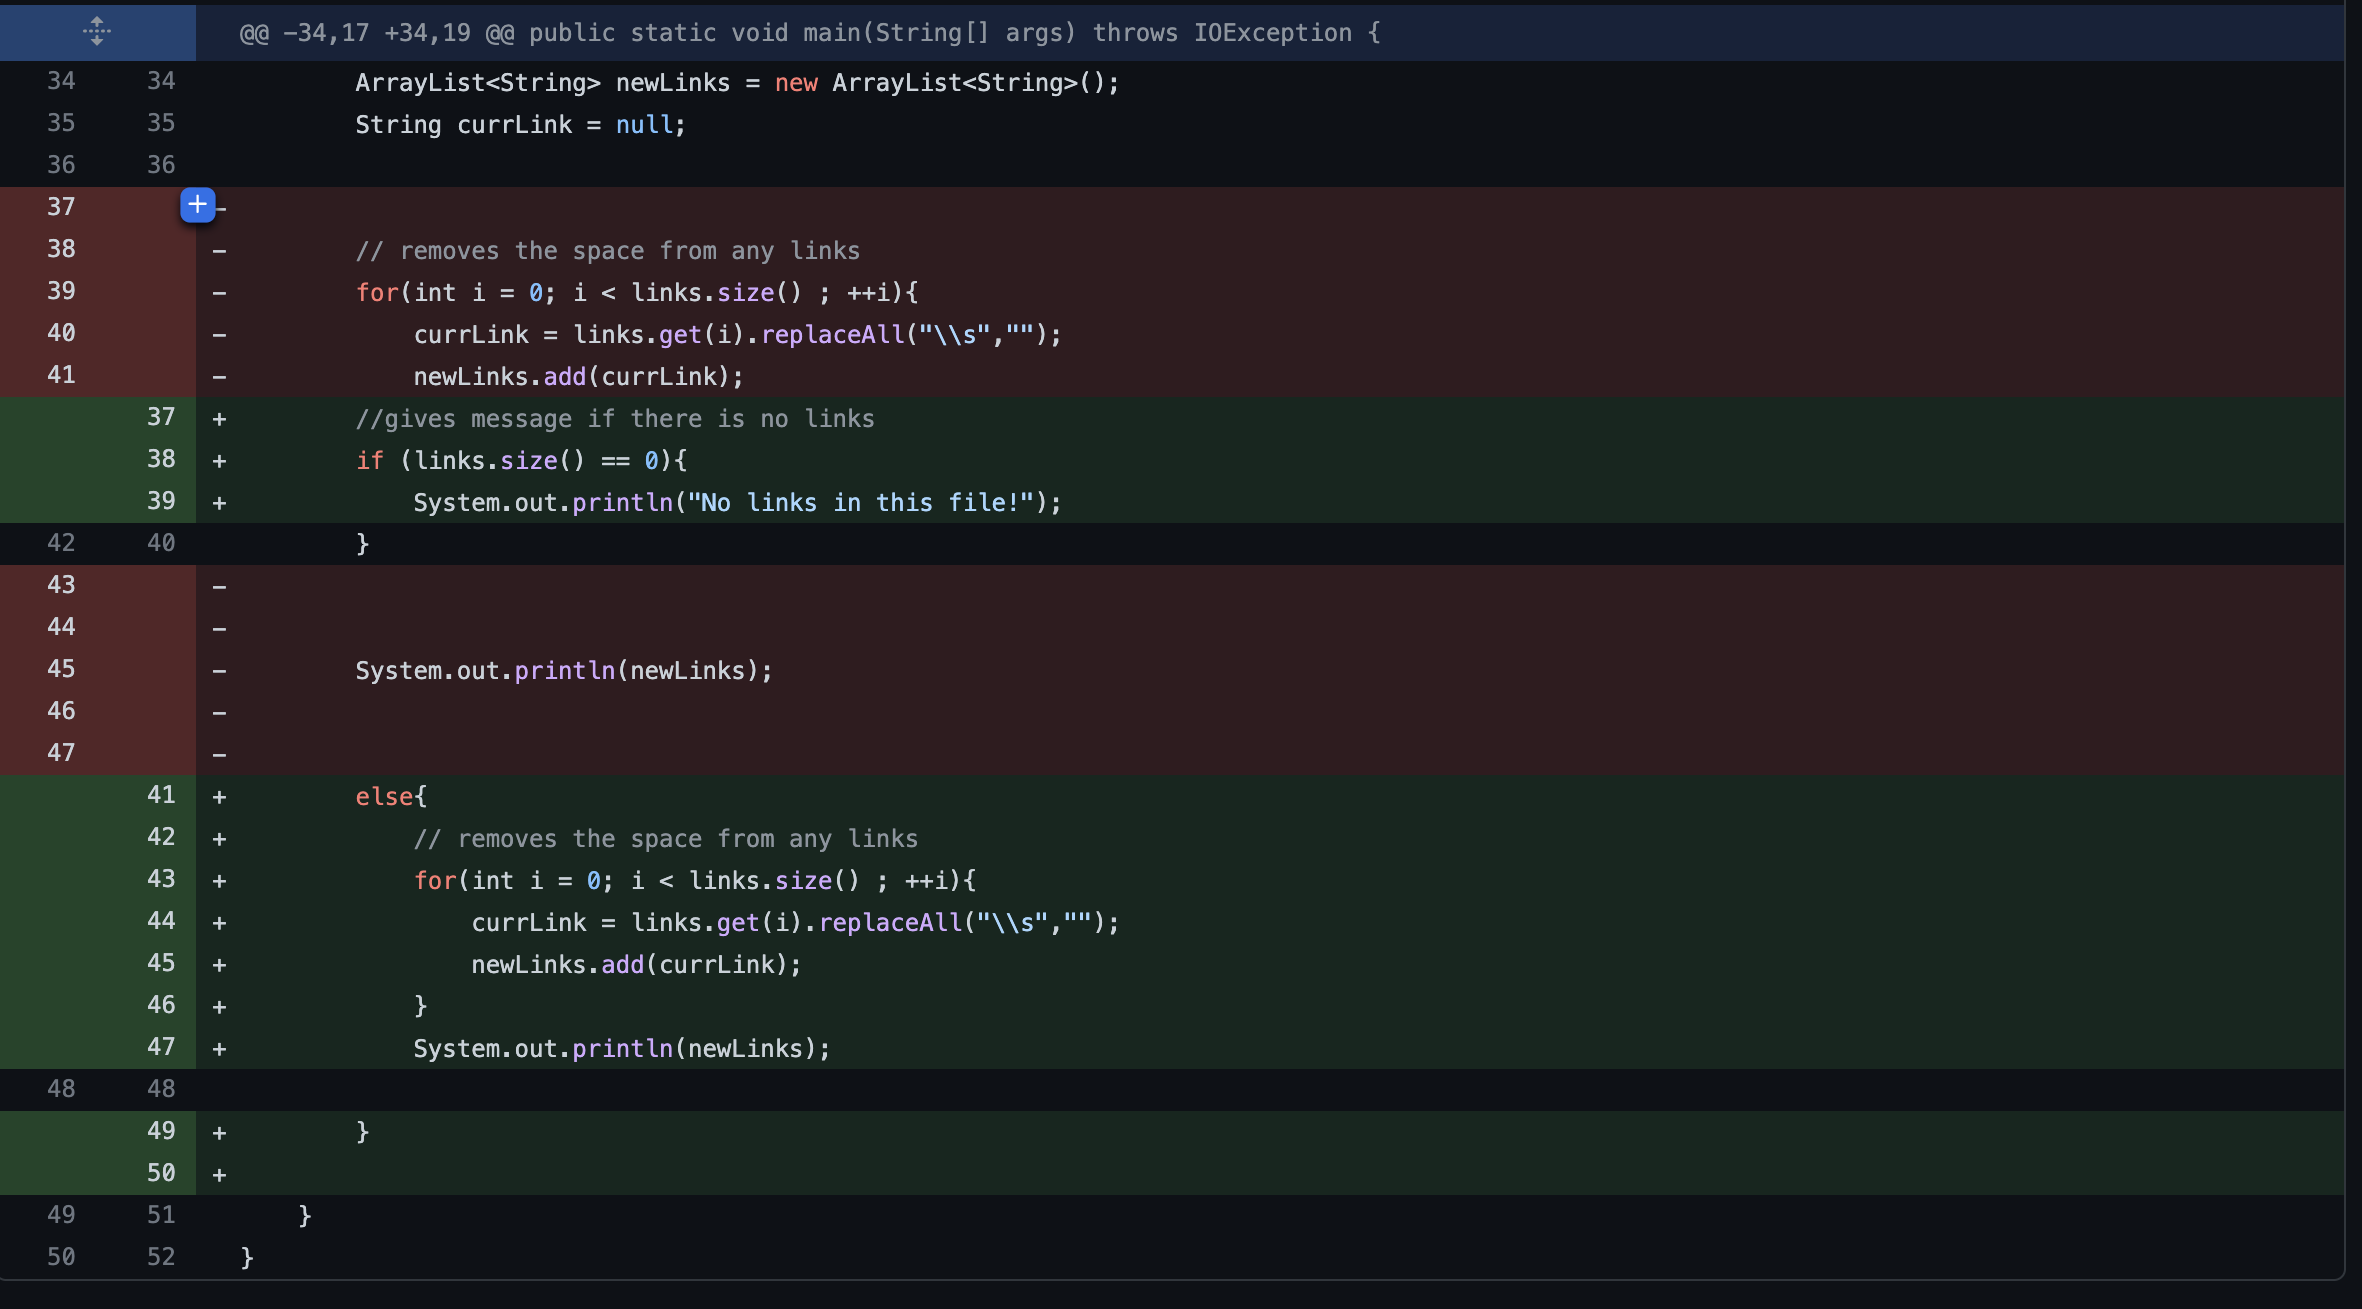 @@ -34,17 +34,19 @@ public static void main(String[] args) throws IOException {
34 34 ArrayList<String> newLinks = new ArrayList<String>();
35 35 String currLink = null;
36 36
37 + -
38 - // removes the space from any links
39 - for(int i = 0; i < links.size() ; ++i){
40 - currLink = links.get(i).replaceAll("\\s","");
41 - newLinks.add(currLink);
37 + //gives message if there is no links
38 + if (links.size() == 0){
39 + System.out.println("No links in this file!");
42 40 }
43 -
44 -
45 - System.out.println(newLinks);
46 -
47 -
41 + else{
42 + // removes the space from any links
43 + for(int i = 0; i < links.size() ; ++i){
44 + currLink = links.get(i).replaceAll("\\s","");
45 + newLinks.add(currLink);
46 + }
47 + System.out.println(newLinks);
48 48
49 + }
50 +
49 51 }
50 52 }